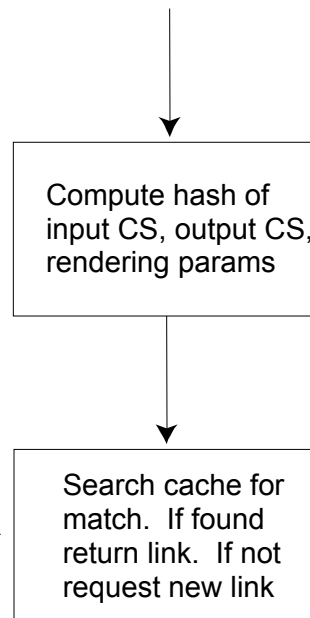 Compute hash of
input CS, output CS,
rendering params
Search cache for
match.  If found
return link.  If not
request new link